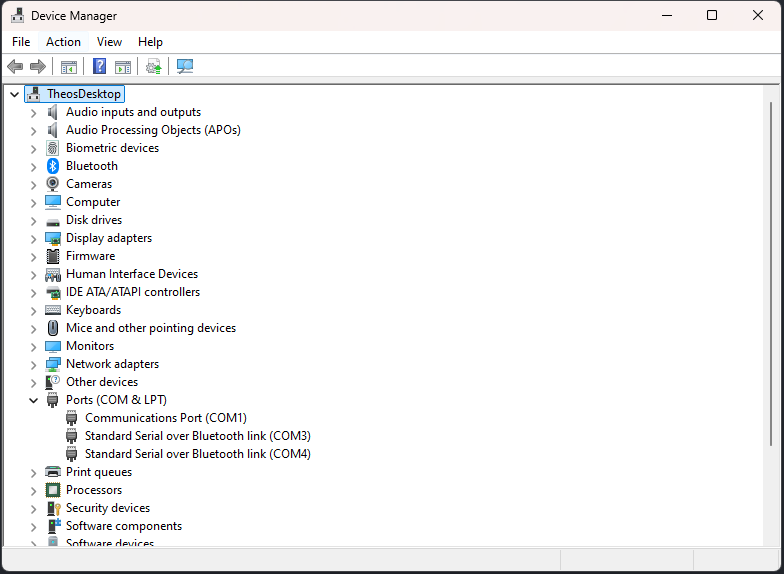 Device Manager
File Action View Help
TheosDesktop
Audio inputs and outputs
Audio Processing Objects (APOs)
Biometric devices
Bluetooth
Cameras
Computer
Disk drives
Display adapters
Firmware
Human Interface Devices
IDE ATA/ATAPI controllers
Keyboards
Mice and other pointing devices
Monitors
Network adapters
Other devices
Ports (COM & LPT)
Communications Port (COM1)
Standard Serial over Bluetooth link (COM3)
Standard Serial over Bluetooth link (COM4)
Print queues
Processors
Security devices
Software components
Software devices